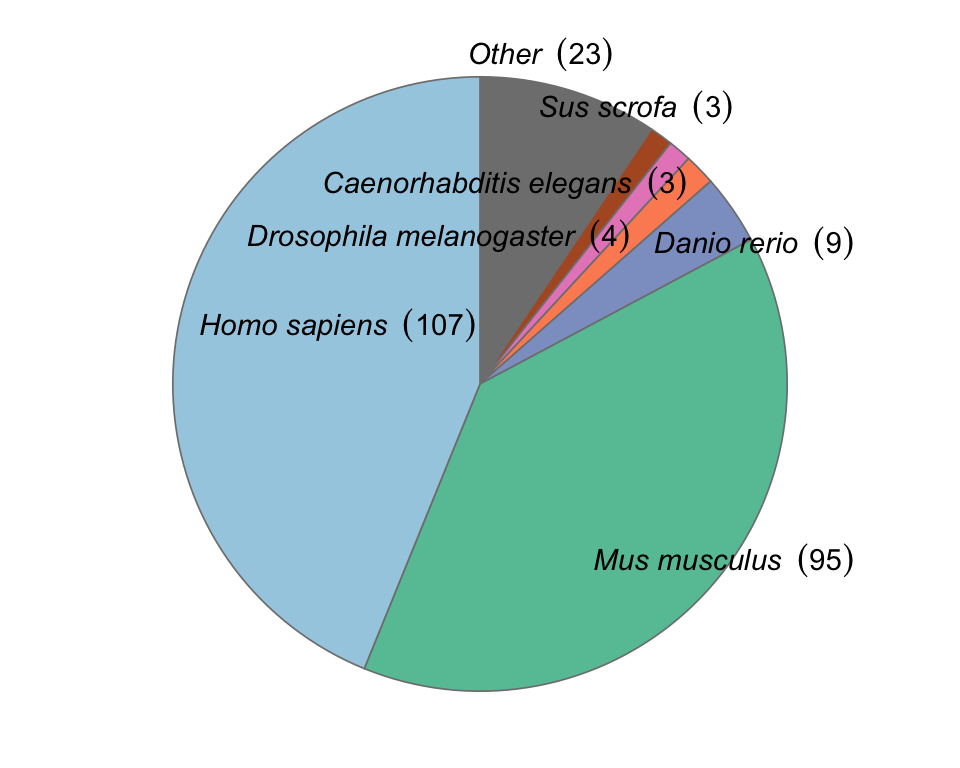 Other (23)
Sus scrofa (3)
Caenorhabditis elegans (3)
Drosophila melanogaster (4)
Danio rerio (9)
Homo sapiens (107)
Mus musculus (95)